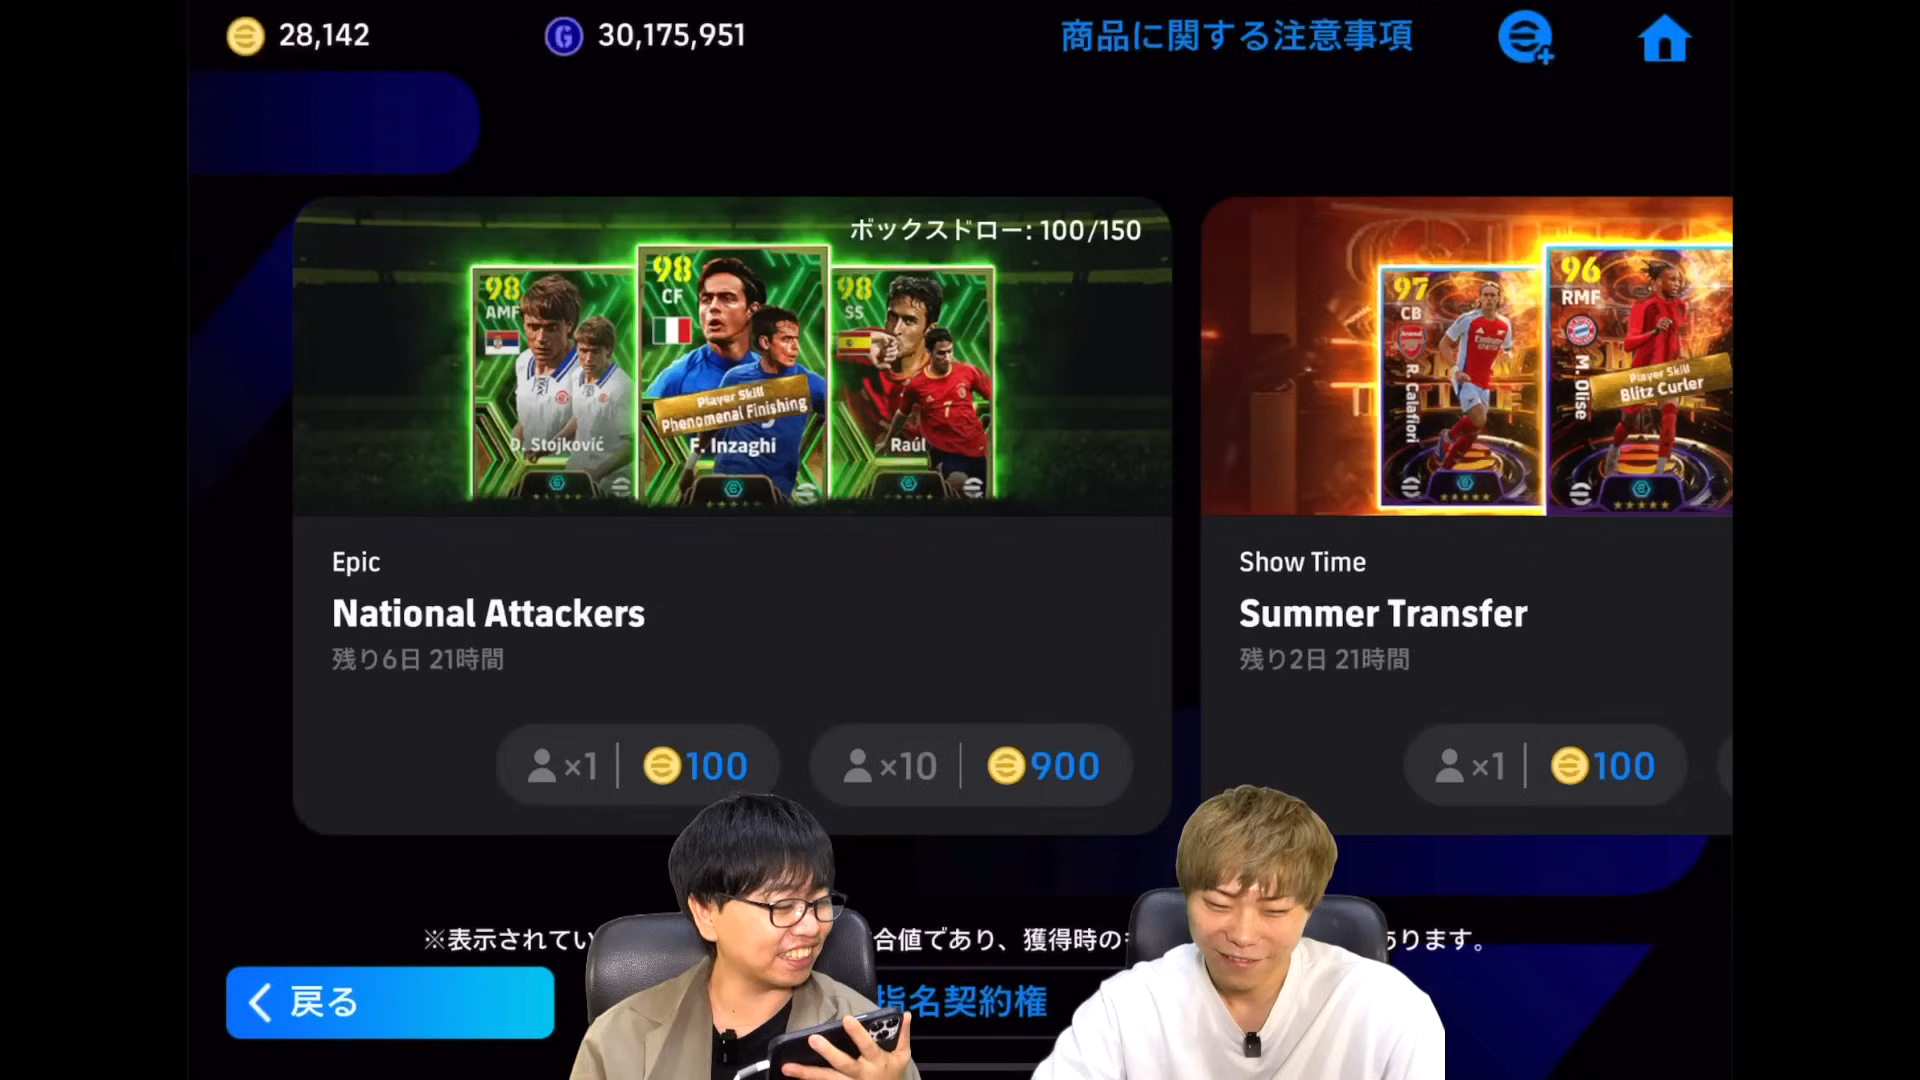 28,142
30,175,951
商品に関する注意事項
ボックスドロー: 100/150
98
AMF
D. Stojković
98
CF
Player Skill
Phenomenal Finishing
F. Inzaghi
98
SS
Raúl
97
CB
Arsenal
R. Calafiori
96
RMF
M. Olise
Player Skill
Blitz Curler
Epic
National Attackers
残り6日 21時間
×1 100
×10 900
Show Time
Summer Transfer
残り2日 21時間
×1 100
※表示されてい
合値であり、獲得時の
あります。
戻る
指名契約権